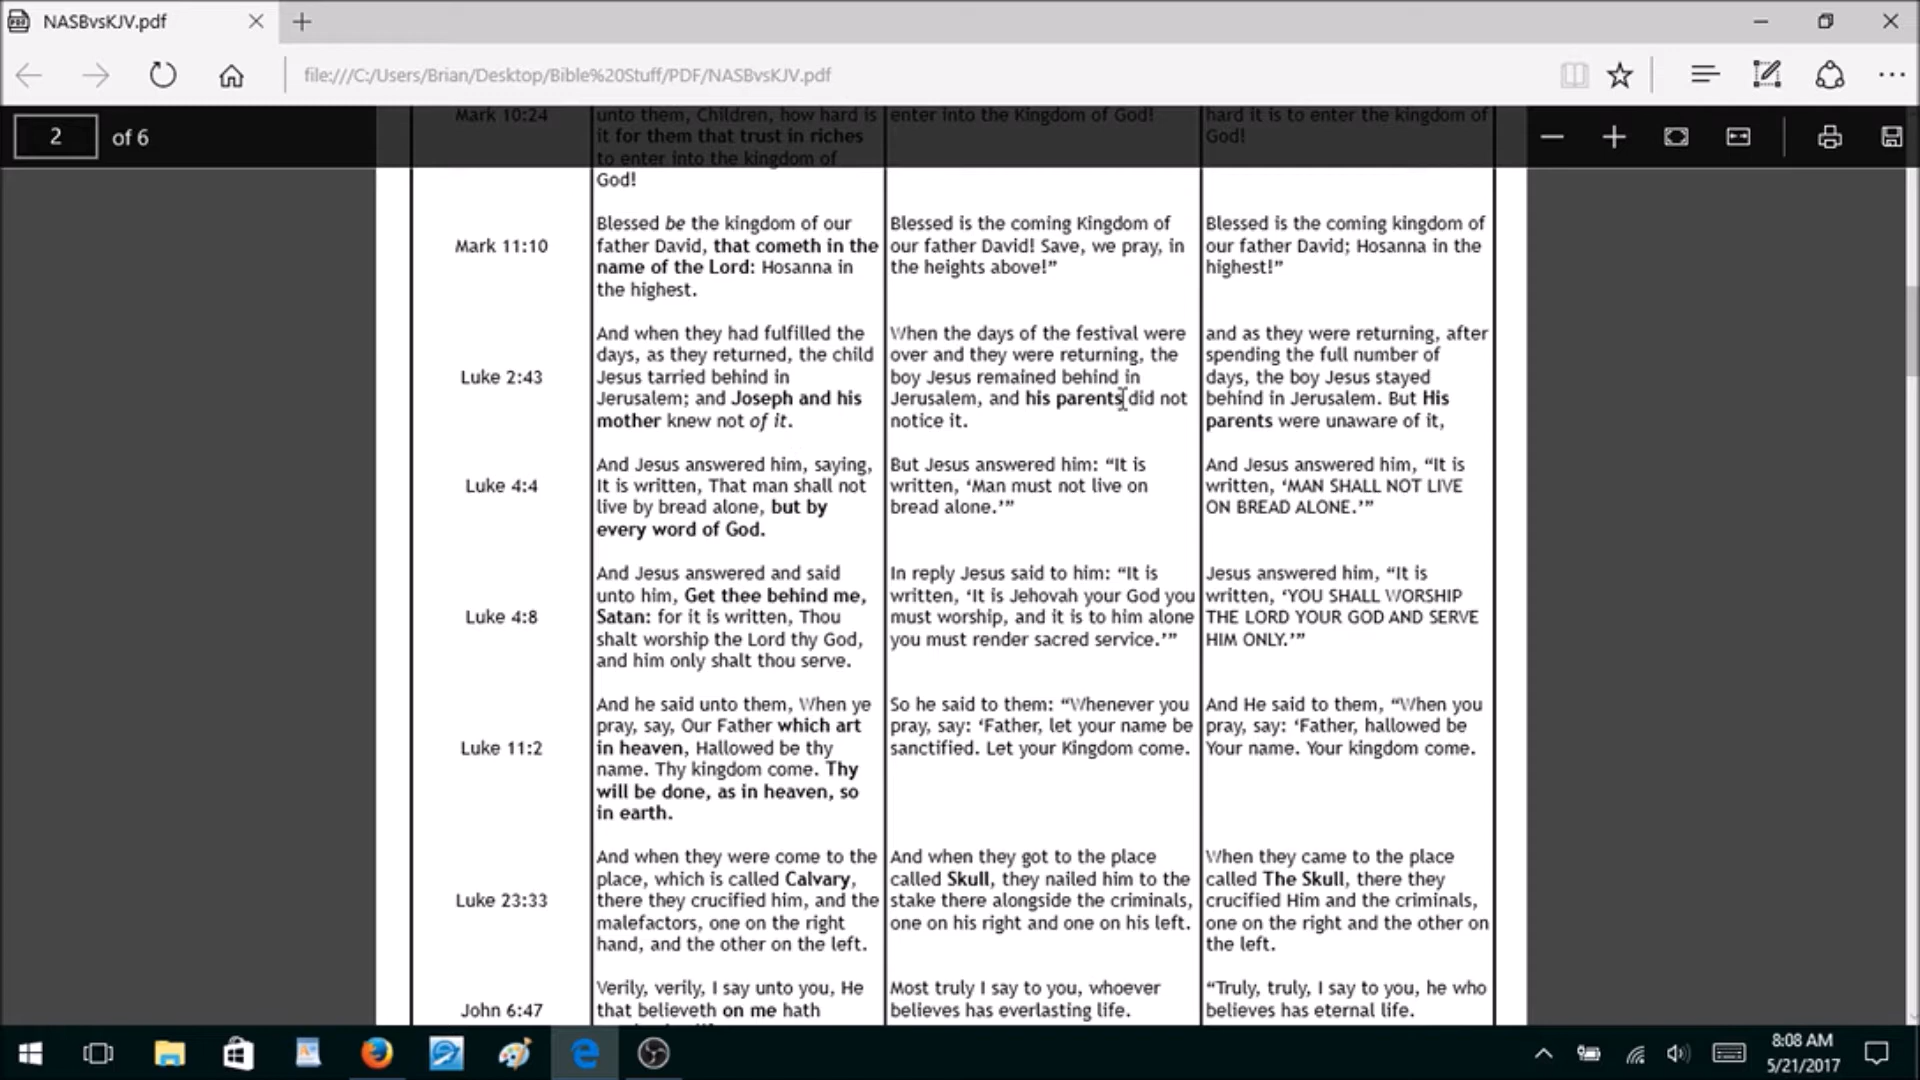 NASBvsKJV.pdf
file:///C:/Users/Brian/Desktop/Bible%20Stuff/PDF/NASBvsKJV.pdf
2 of 6
Mark 10:24
unto them, Children, how hard is
it for them that trust in riches
to enter into the kingdom of
God!
enter into the Kingdom of God!
hard it is to enter the kingdom of
God!
Mark 11:10
Blessed be the kingdom of our
father David, that cometh in the
name of the Lord: Hosanna in
the highest.
Blessed is the coming Kingdom of
our father David! Save, we pray, in
the heights above!”
Blessed is the coming kingdom of
our father David; Hosanna in the
highest!”
Luke 2:43
And when they had fulfilled the
days, as they returned, the child
Jesus tarried behind in
Jerusalem; and Joseph and his
mother knew not of it.
When the days of the festival were
over and they were returning, the
boy Jesus remained behind in
Jerusalem, and his parents did not
notice it.
and as they were returning, after
spending the full number of
days, the boy Jesus stayed
behind in Jerusalem. But His
parents were unaware of it,
Luke 4:4
And Jesus answered him, saying,
It is written, That man shall not
live by bread alone, but by
every word of God.
But Jesus answered him: “It is
written, ‘Man must not live on
bread alone.’”
And Jesus answered him, “It is
written, ‘MAN SHALL NOT LIVE
ON BREAD ALONE.’”
Luke 4:8
And Jesus answered and said
unto him, Get thee behind me,
Satan: for it is written, Thou
shalt worship the Lord thy God,
and him only shalt thou serve.
In reply Jesus said to him: “It is
written, ‘It is Jehovah your God you
must worship, and it is to him alone
you must render sacred service.’”
Jesus answered him, “It is
written, ‘YOU SHALL WORSHIP
THE LORD YOUR GOD AND SERVE
HIM ONLY.’”
Luke 11:2
And he said unto them, When ye
pray, say, Our Father which art
in heaven, Hallowed be thy
name. Thy kingdom come. Thy
will be done, as in heaven, so
in earth.
So he said to them: “Whenever you
pray, say: ‘Father, let your name be
sanctified. Let your Kingdom come.
And He said to them, “When you
pray, say: ‘Father, hallowed be
Your name. Your kingdom come.
Luke 23:33
And when they were come to the
place, which is called Calvary,
there they crucified him, and the
malefactors, one on the right
hand, and the other on the left.
And when they got to the place
called Skull, they nailed him to the
stake there alongside the criminals,
one on his right and one on his left.
When they came to the place
called The Skull, there they
crucified Him and the criminals,
one on the right and the other on
the left.
John 6:47
Verily, verily, I say unto you, He
that believeth on me hath
Most truly I say to you, whoever
believes has everlasting life.
“Truly, truly, I say to you, he who
believes has eternal life.
8:08 AM
5/21/2017